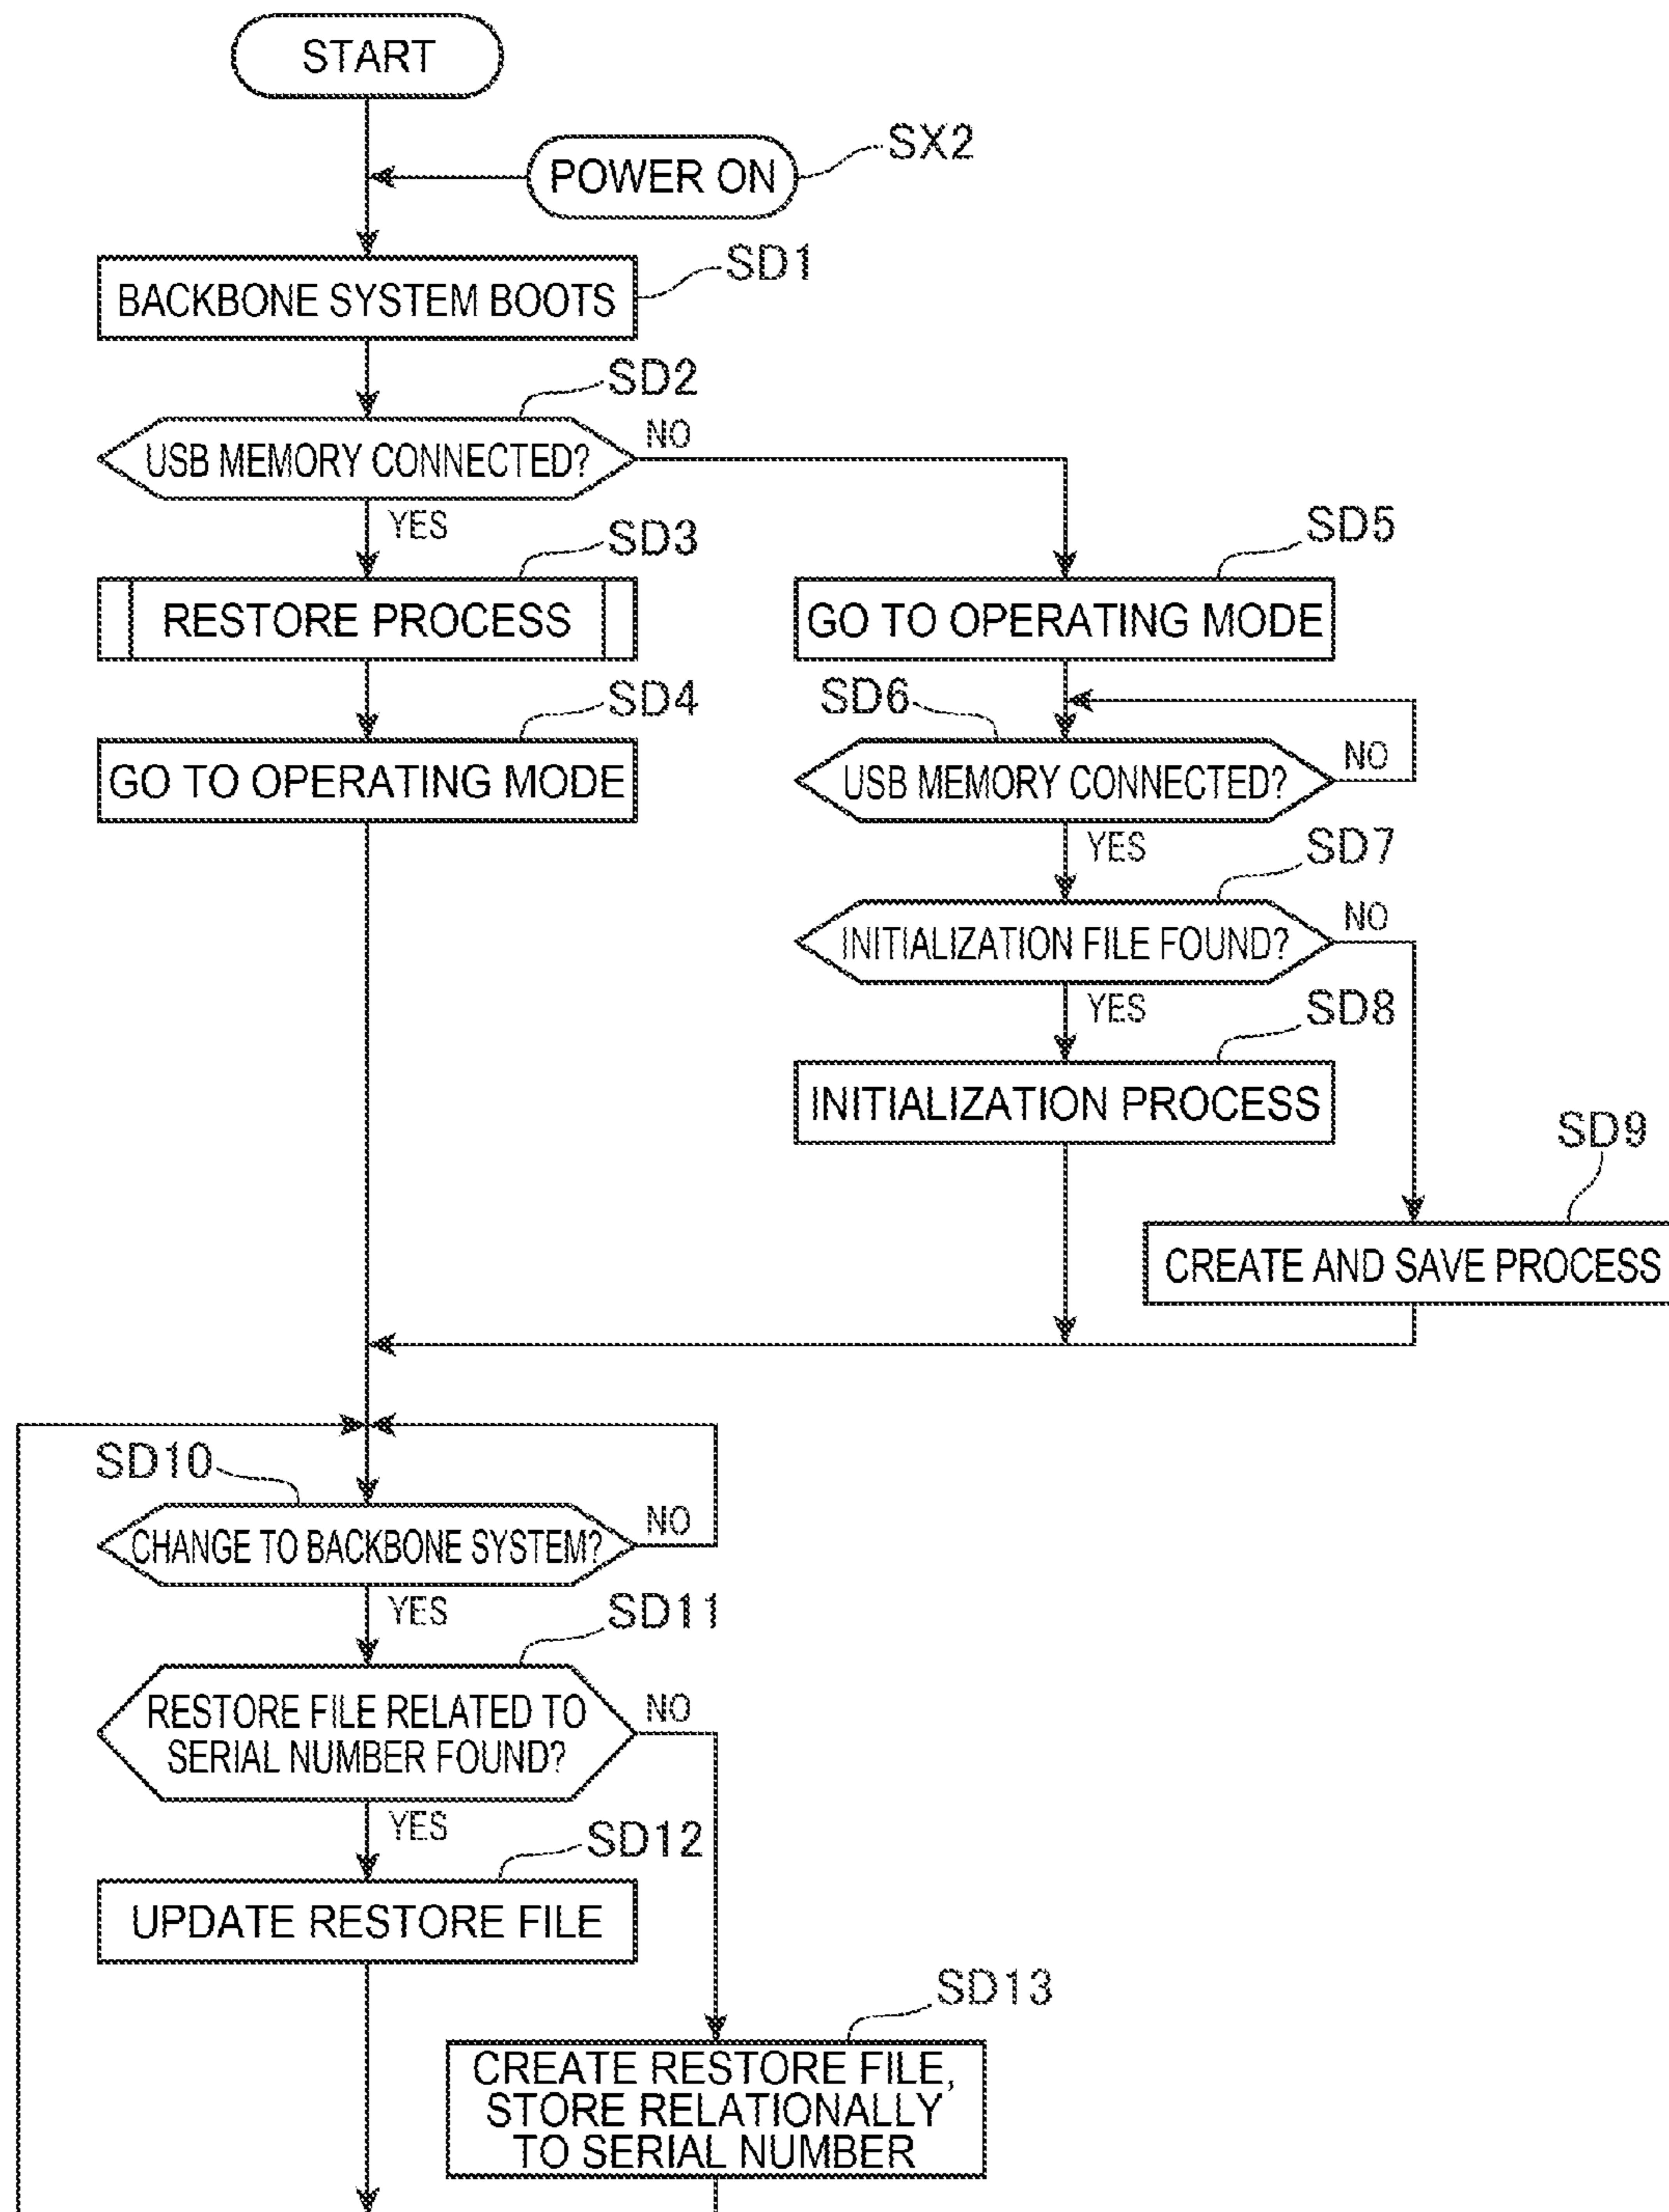 START
POWER ON
SX2
BACKBONE SYSTEM BOOTS
SD1
SD2
USB MEMORY CONNECTED?
NO
YES
SD3
RESTORE PROCESS
SD4
GO TO OPERATING MODE
SD5
GO TO OPERATING MODE
SD6
USB MEMORY CONNECTED?
NO
YES
SD7
INITIALIZATION FILE FOUND?
NO
YES
SD8
INITIALIZATION PROCESS
SD9
CREATE AND SAVE PROCESS
SD10
CHANGE TO BACKBONE SYSTEM?
NO
YES
SD11
RESTORE FILE RELATED TO
SERIAL NUMBER FOUND?
NO
YES
SD12
UPDATE RESTORE FILE
SD13
CREATE RESTORE FILE,
STORE RELATIONALLY
TO SERIAL NUMBER